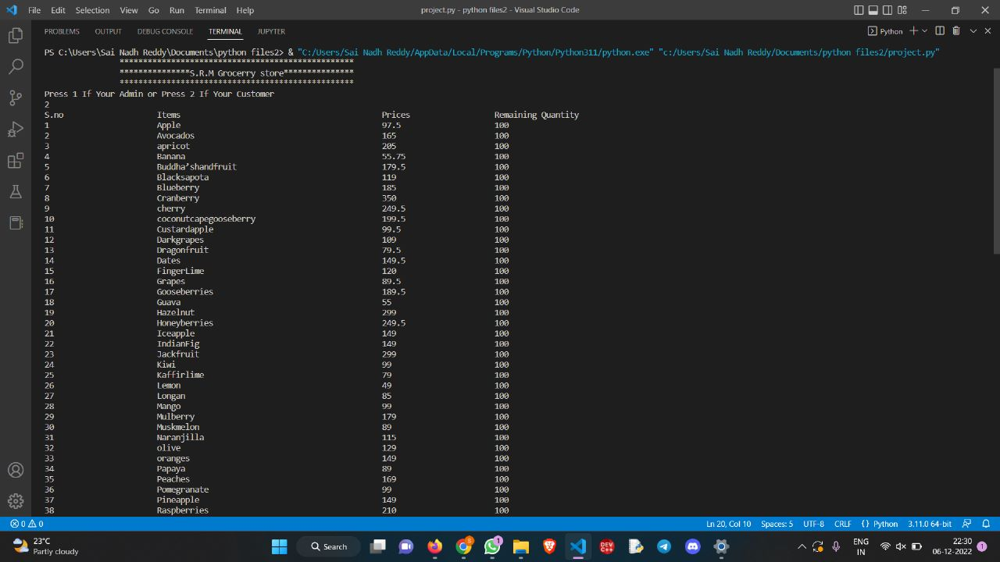 File Edit Selection View Go Run Terminal Help project.py - python files2 - Visual Studio Code
PROBLEMS OUTPUT DEBUG CONSOLE TERMINAL JUPYTER Python
PS C:\Users\Sai Nadh Reddy\Documents\python files2> & "C:/Users/Sai Nadh Reddy/AppData/Local/Programs/Python/Python311/python.exe" "c:/Users/Sai Nadh Reddy/Documents/python files2/project.py"
**************************************************
***************S.R.M Grocerry store***************
**************************************************
Press 1 If Your Admin or Press 2 If Your Customer
2
S.no Items Prices Remaining Quantity
1 Apple 97.5 100
2 Avocados 165 100
3 apricot 205 100
4 Banana 55.75 100
5 Buddha’shandfruit 179.5 100
6 Blacksapota 119 100
7 Blueberry 185 100
8 Cranberry 350 100
9 cherry 249.5 100
10 coconutcapegooseberry 199.5 100
11 Custardapple 99.5 100
12 Darkgrapes 109 100
13 Dragonfruit 79.5 100
14 Dates 149.5 100
15 FingerLime 120 100
16 Grapes 89.5 100
17 Gooseberries 189.5 100
18 Guava 55 100
19 Hazelnut 299 100
20 Honeyberries 249.5 100
21 Iceapple 149 100
22 IndianFig 149 100
23 Jackfruit 299 100
24 Kiwi 99 100
25 Kaffirlime 79 100
26 Lemon 49 100
27 Longan 85 100
28 Mango 99 100
29 Mulberry 179 100
30 Muskmelon 89 100
31 Naranjilla 115 100
32 olive 129 100
33 oranges 149 100
34 Papaya 89 100
35 Peaches 169 100
36 Pomegranate 99 100
37 Pineapple 149 100
38 Raspberries 210 100
0 0 Ln 20, Col 10 Spaces: 5 UTF-8 CRLF {} Python 3.11.0 64-bit
23°C
Partly cloudy
Search
8
1
DEV C++
ENG
IN
22:30
06-12-2022
1